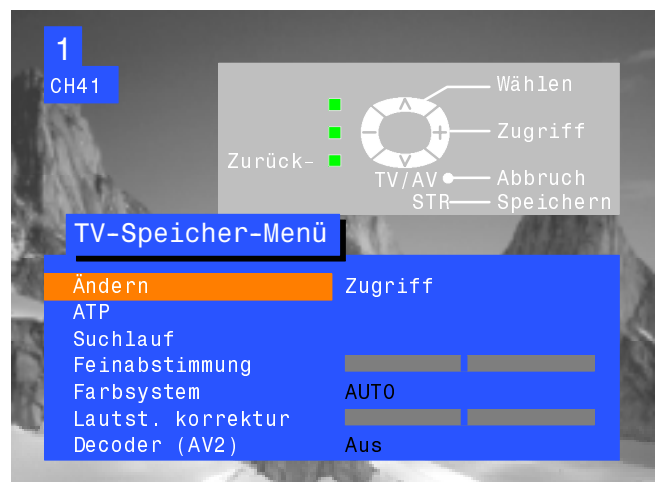 1
CH41
Wählen
Zugriff
Zurück-
TV/AV Abbruch
STR Speichern
TV-Speicher-Menü
Ändern Zugriff
ATP
Suchlauf
Feinabstimmung
Farbsystem AUTO
Lautst. korrektur
Decoder (AV2) Aus